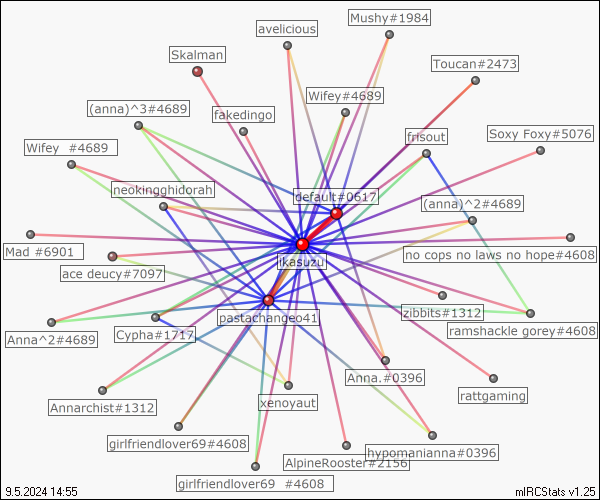 Mushy#1984
avelicious
Skalman
Toucan#2473
Wifey#4689
(anna)^3#4689
fakedingo
frisout
Soxy Foxy#5076
Wifey #4689
neokingghidorah
default#0617
(anna)^2#4689
Mad #6901
no cops no laws no hope#4608
ikasuzu
ace deucy#7097
zibbits#1312
pastachangeo41
ramshackle gorey#4608
Anna^2#4689
Cypha#1717
Anna.#0396
rattgaming
Annarchist#1312
xenoyaut
girlfriendlover69#4608
hypomanianna#0396
AlpineRooster#2156
girlfriendlover69 #4608
9.5.2024 14:55
mIRCStats v1.25